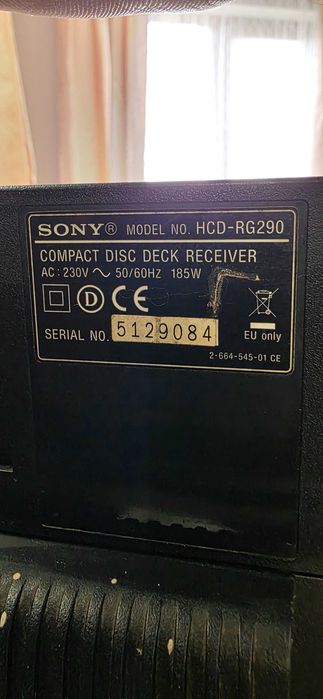 SONY® MODEL NO. HCD-RG290
COMPACT DISC DECK RECEIVER
AC: 230V ~ 50/60HZ 185W
D CE
SERIAL NO. 5129084
EU only
2-664-545-01 CE